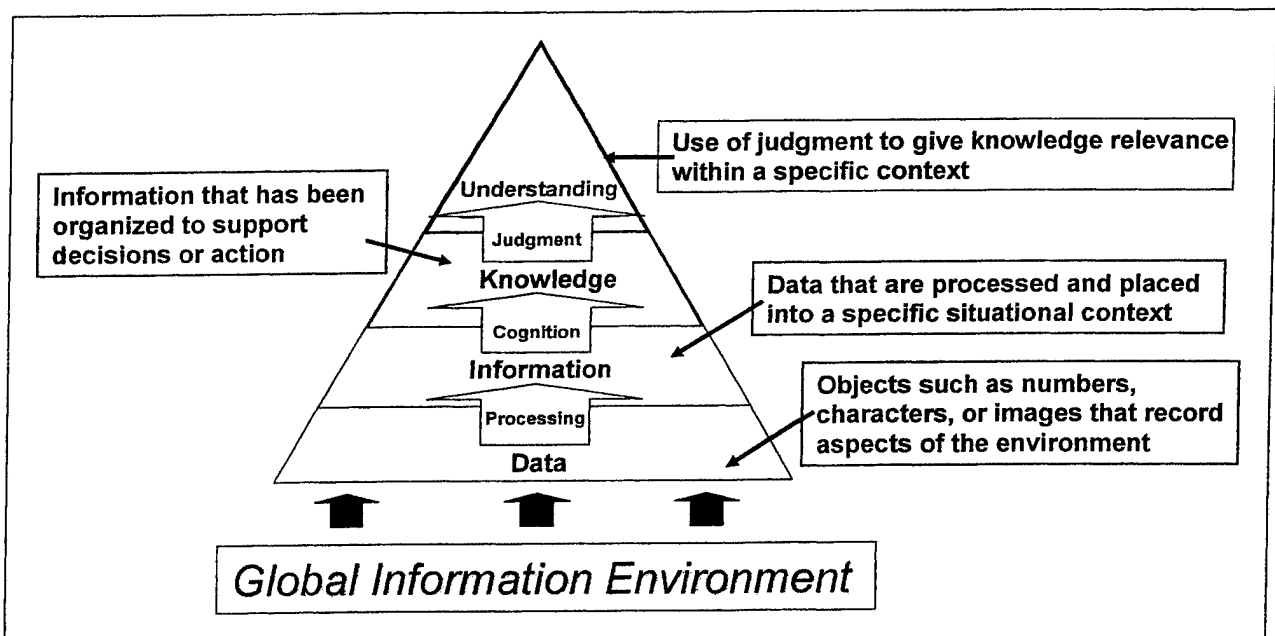 Use of judgment to give knowledge relevance
within a specific context
Information that has been
organized to support
decisions or action
Understanding
Judgment
Knowledge
Data that are processed and placed
into a specific situational context
Cognition
Information
Objects such as numbers,
characters, or images that record
aspects of the environment
Processing
Data
Global Information Environment